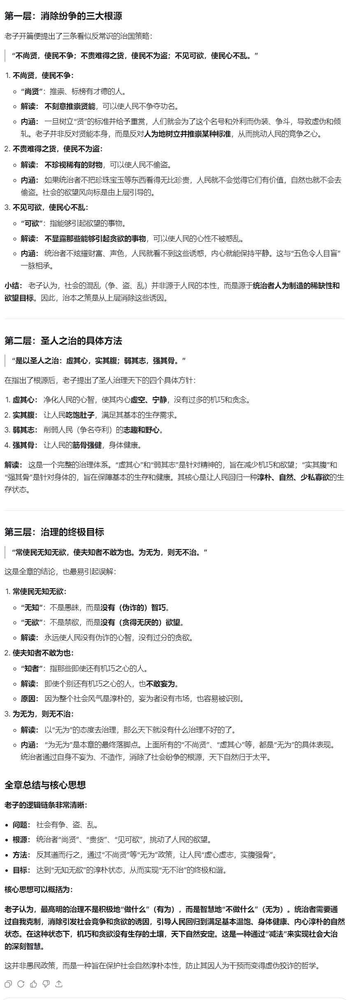 第一层：消除纷争的三大根源
老子开篇便提出了三条看似反常识的治国策略：
“不尚贤，使民不争；不贵难得之货，使民不为盗；不见可欲，使民心不乱。”
1. 不尚贤，使民不争：
“尚贤”：推崇、标榜有才德的人。
解读： 不刻意推崇贤能，可以使人民不争夺功名。
内涵： 一旦树立“贤”的标准并给予重赏，人们就会为了这个名号和外利而伪装、争斗，导致虚伪和倾
轧。老子并非反对贤能本身，而是反对人为地树立并推崇某种标准，从而挑动人民的竞争之心。
2. 不贵难得之货，使民不为盗：
解读： 不珍视稀有的财物，可以使人民不偷盗。
内涵： 如果统治者不把珍珠宝玉等东西看得无比珍贵，人民就不会觉得它们有价值，自然也就不会去
偷盗。社会的欲望风向标是由上层引导的。
3. 不见可欲，使民心不乱：
“可欲”：指能够引起欲望的事物。
解读： 不显露那些能够引起贪欲的事物，可以使人民的心性不被惑乱。
内涵： 统治者不炫耀财富、声色，人民就看不到这些诱惑，内心就能保持平静。这与“五色令人目盲”
一脉相承。
小结： 老子认为，社会的混乱（争、盗、乱）并非源于人民的本性，而是源于统治者人为制造的稀缺性和
欲望目标。因此，治本之策是从上层消除这些诱因。
第二层：圣人之治的具体方法
“是以圣人之治：虚其心，实其腹；弱其志，强其骨。”
在指出了根源后，老子提出了圣人治理天下的四个具体方针：
1. 虚其心： 净化人民的心智，使其内心虚空、宁静，没有过多的机巧和贪念。
2. 实其腹： 让人民吃饱肚子，满足其基本的生存需求。
3. 弱其志： 削弱人民（争名夺利）的志趣和野心。
4. 强其骨： 让人民的筋骨强健，身体健康。
解读： 这是一个完整的治理体系。“虚其心”和“弱其志”是针对精神的，旨在减少机巧和欲望；“实其腹”和
“强其骨”是针对身体的，旨在保障基本的生存和健康。其核心是让人民回归一种淳朴、自然、少私寡欲的生
存状态。
第三层：治理的终极目标
“常使民无知无欲，使夫知者不敢为也。为无为，则无不治。”
这是全章的结论，也最易引起误解：
1. 常使民无知无欲：
“无知”：不是愚昧，而是没有（伪诈的）智巧。
“无欲”：不是禁欲，而是没有（贪得无厌的）欲望。
解读： 永远使人民没有伪诈的心智，没有过分的贪欲。
2. 使夫知者不敢为也：
“知者”：指那些即使还有机巧之心的人。
解读： 即使个别还有机巧之心的人，也不敢妄为。
原因： 因为整个社会风气是淳朴的，妄为者没有市场，也容易被识别。
3. 为无为，则无不治：
解读： 以“无为”的态度去治理，那么天下就没有什么治理不好的了。
内涵： “为无为”是本章的最终落脚点。上面所有的“不尚贤”、“虚其心”等，都是“无为”的具体表现。
统治者通过自身不妄为、不造作，消除了社会纷争的根源，天下自然归于太平。
全章总结与核心思想
老子的逻辑链条非常清晰：
• 问题： 社会有争、盗、乱。
• 根源： 统治者“尚贤”、“贵货”、“见可欲”，挑动了人民的欲望。
• 方法： 反其道而行之，通过“不尚贤”等“无为”政策，让人民“虚心虚志，实腹强骨”。
• 目标： 达到“无知无欲”的淳朴状态，从而实现“无不治”的终极和谐。
核心思想可以概括为：
老子认为，最高明的治理不是积极地“做什么”（有为），而是智慧地“不做什么”（无为）。统治者需要通
过自我克制，消除引发社会竞争和贪欲的诱因，引导人民回归到满足基本温饱、身体健康、内心淳朴的自然
状态。在这种状态下，机巧和贪欲没有生存的土壤，天下自然安定。这是一种通过“减法”来实现社会大治
的深刻智慧。
这并非愚民政策，而是一种旨在保护社会自然淳朴本性，防止其因人为干预而变得虚伪狡诈的哲学。